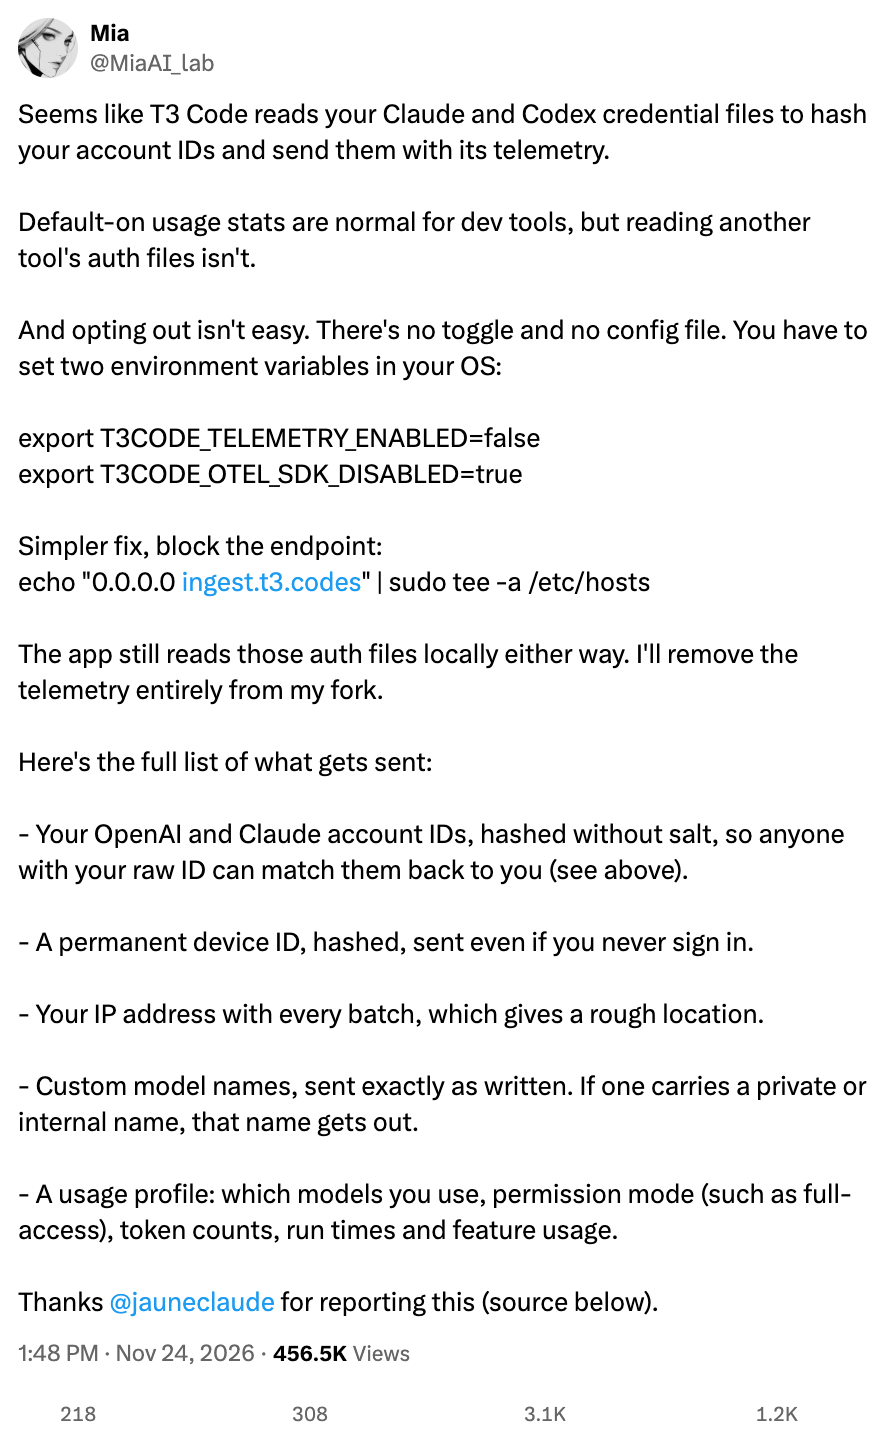 Mia
@MiaAI_lab
Seems like T3 Code reads your Claude and Codex credential files to hash
your account IDs and send them with its telemetry.
Default-on usage stats are normal for dev tools, but reading another
tool's auth files isn't.
And opting out isn't easy. There's no toggle and no config file. You have to
set two environment variables in your OS:
export T3CODE_TELEMETRY_ENABLED=false
export T3CODE_OTEL_SDK_DISABLED=true
Simpler fix, block the endpoint:
echo "0.0.0.0 ingest.t3.codes" | sudo tee -a /etc/hosts
The app still reads those auth files locally either way. I'll remove the
telemetry entirely from my fork.
Here's the full list of what gets sent:
- Your OpenAI and Claude account IDs, hashed without salt, so anyone
with your raw ID can match them back to you (see above).
- A permanent device ID, hashed, sent even if you never sign in.
- Your IP address with every batch, which gives a rough location.
- Custom model names, sent exactly as written. If one carries a private or
internal name, that name gets out.
- A usage profile: which models you use, permission mode (such as full-
access), token counts, run times and feature usage.
Thanks @jauneclaude for reporting this (source below).
1:48 PM · Nov 24, 2026 · 456.5K Views
218 308 3.1K 1.2K